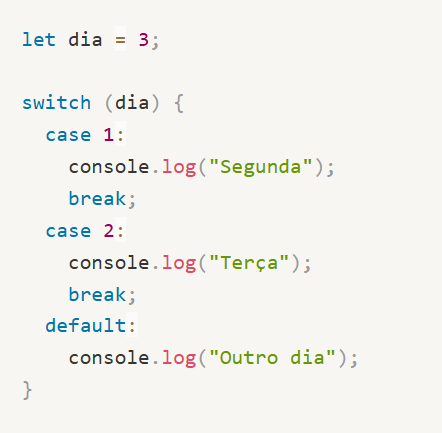 let dia = 3;

switch (dia) {
  case 1:
    console.log("Segunda");
    break;
  case 2:
    console.log("Terça");
    break;
  default:
    console.log("Outro dia");
}